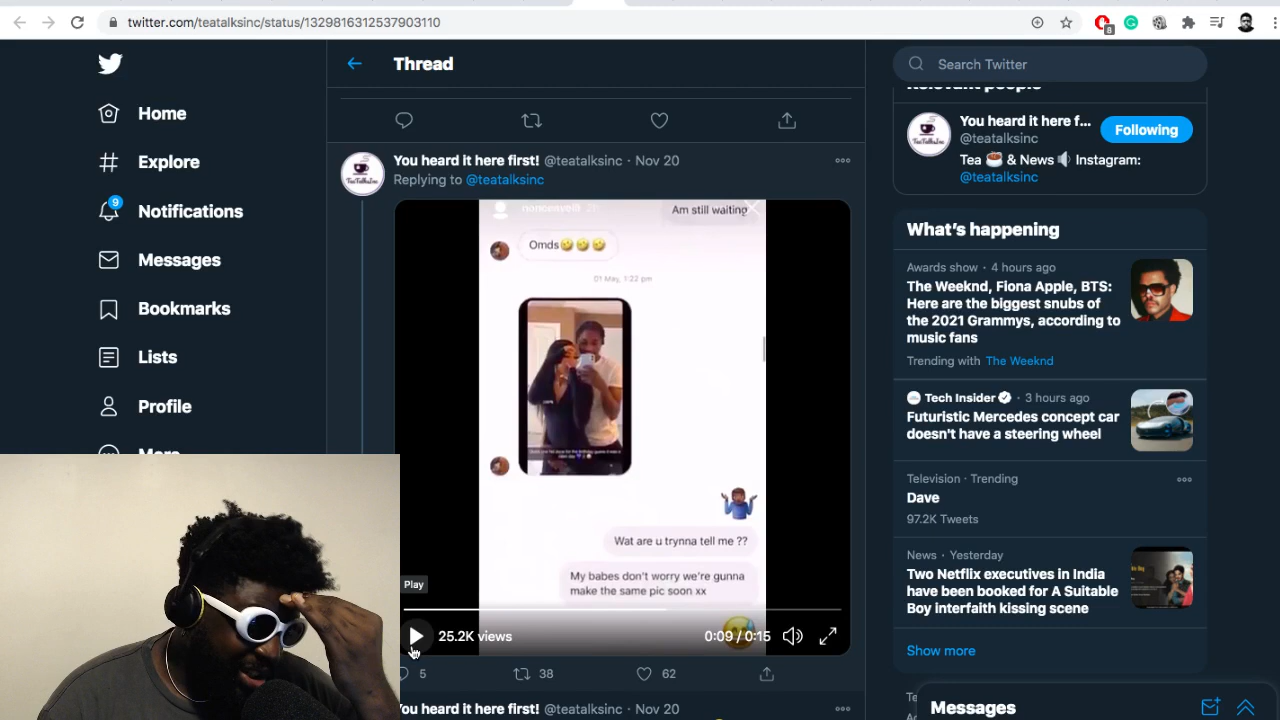 twitter.com/teatalksinc/status/1329816312537903110
8
Thread
Search Twitter
Home
Explore
9
Notifications
Messages
Bookmarks
Lists
Profile
More
You heard it here first! @teatalksinc · Nov 20
Replying to @teatalksinc
Am still waiting
Omds🤣🤣🤣
01 May, 1:22 pm
🤷🏾‍♂️
Wat are u trynna tell me ??
My babes don't worry we're gunna
make the same pic soon xx
Play
25.2K views
0:09 / 0:15
5
38
62
You heard it here first! @teatalksinc · Nov 20
Relevant people
You heard it here f...
@teatalksinc
Following
Tea ☕ & News 🔊 Instagram:
@teatalksinc
TeaTalksInc
What's happening
Awards show · 4 hours ago
The Weeknd, Fiona Apple, BTS:
Here are the biggest snubs of
the 2021 Grammys, according to
music fans
Trending with The Weeknd
Tech Insider · 3 hours ago
Futuristic Mercedes concept car
doesn't have a steering wheel
Television · Trending
Dave
97.2K Tweets
News · Yesterday
Two Netflix executives in India
have been booked for A Suitable
Boy interfaith kissing scene
Show more
Messages